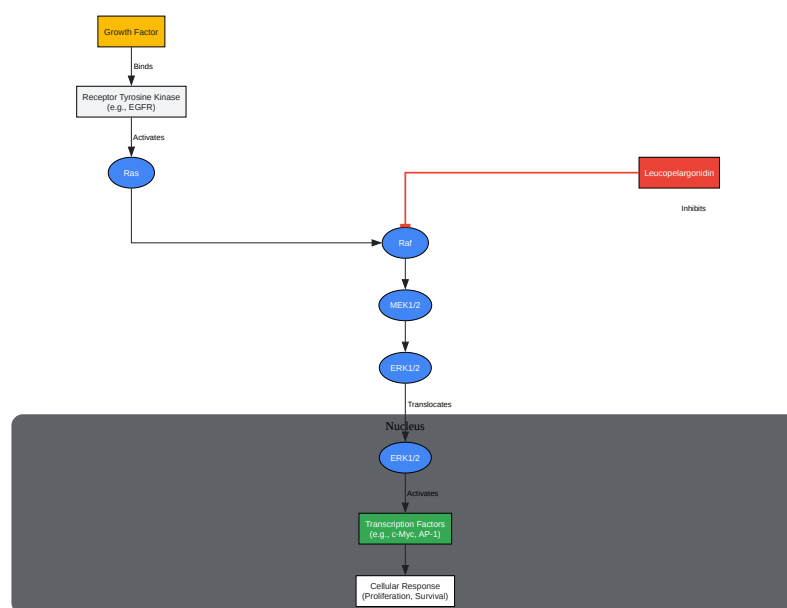 Growth Factor
Binds
Receptor Tyrosine Kinase
(e.g., EGFR)
Activates
Ras
Leucopelargonidin
Inhibits
Raf
MEK1/2
ERK1/2
Translocates
Nucleus
ERK1/2
Activates
Transcription Factors
(e.g., c-Myc, AP-1)
Cellular Response
(Proliferation, Survival)